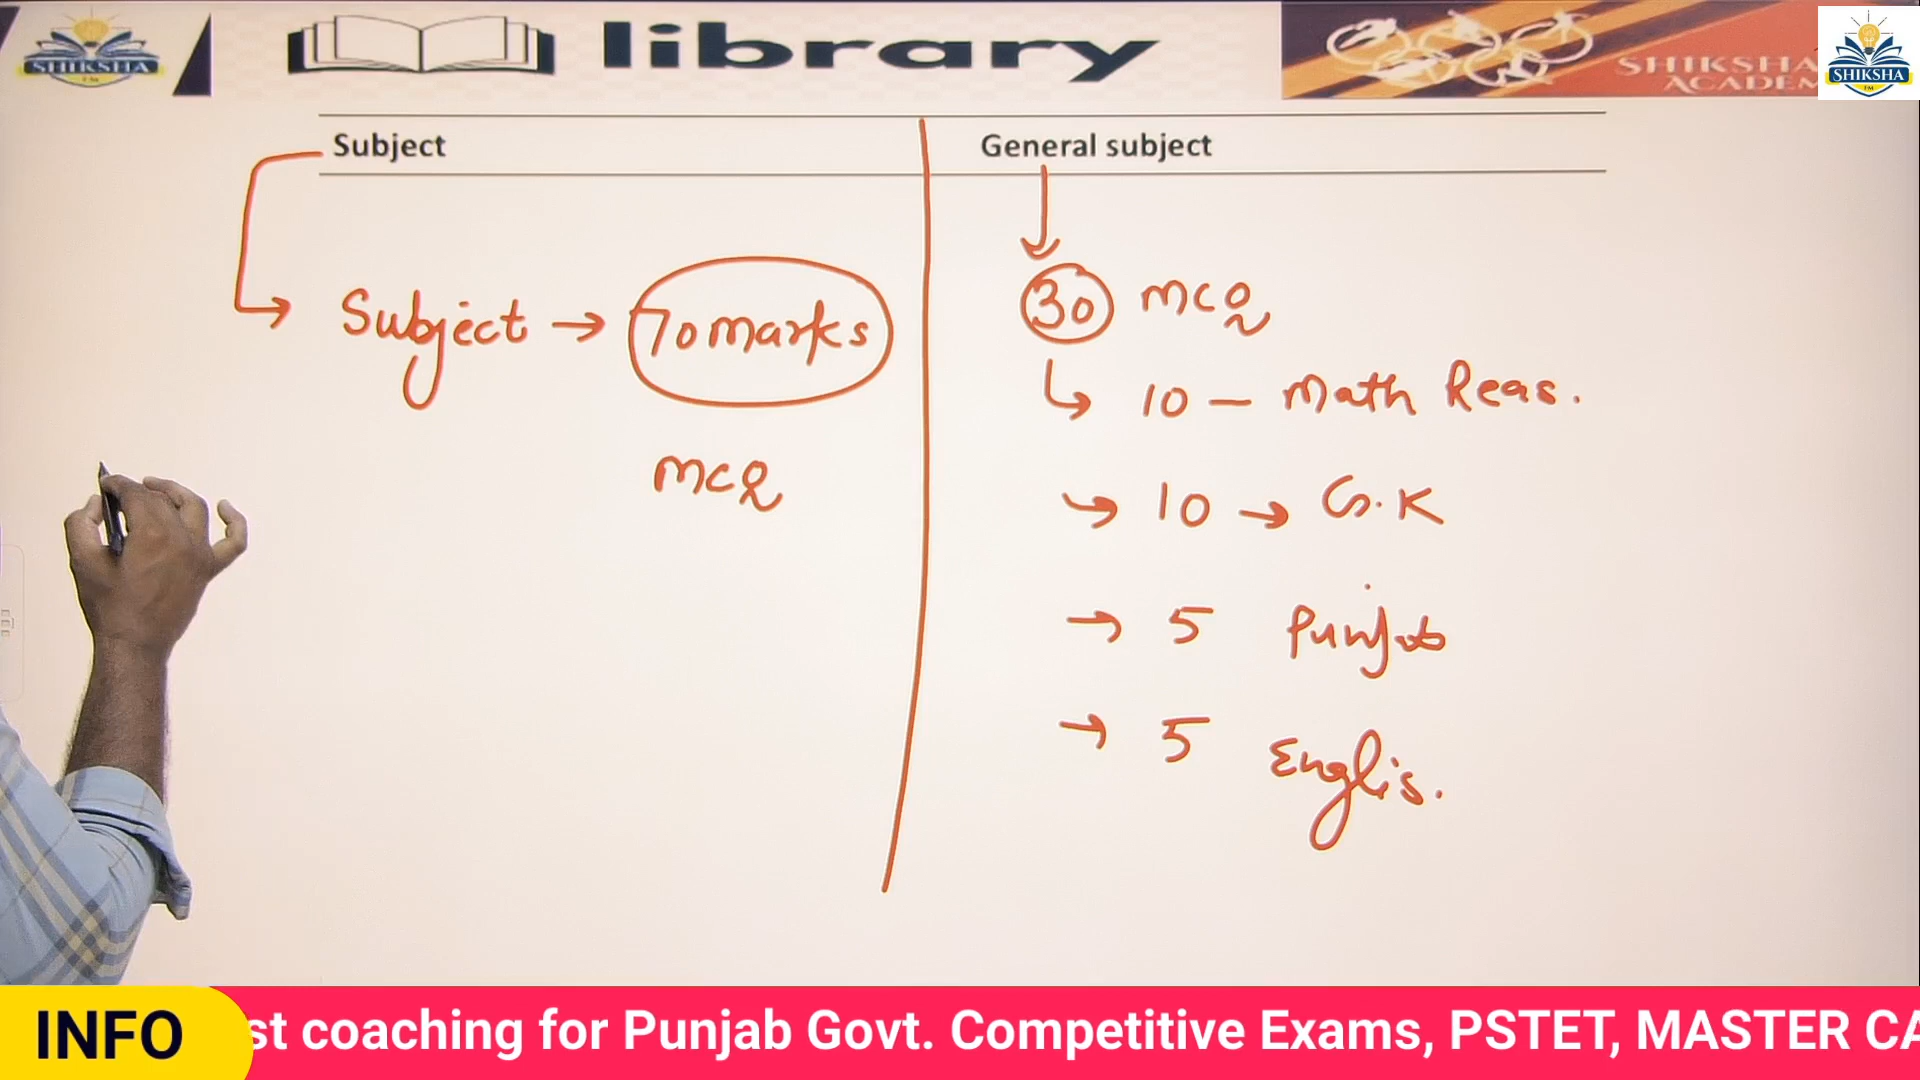 SHIKSHA
library
SHIKSHA
ACADEM
SHIKSHA
Subject
General subject
Subject → 70 marks
MCQ
30 MCQ
10 — Math Reas.
→ 10 → G.K
→ 5 Punjab
→ 5 Englis.
INFO
st coaching for Punjab Govt. Competitive Exams, PSTET, MASTER CA